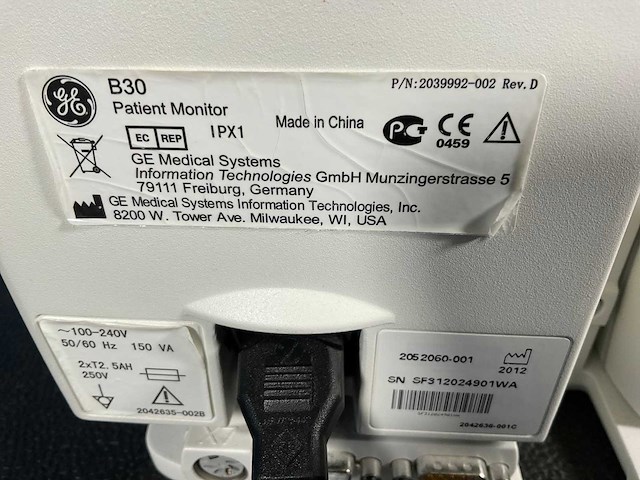 GE
B30
P/N:2039992-002 Rev.D
Patient Monitor
EC REP
IPX1
Made in China
PG
CE
0459
GE Medical Systems
Information Technologies GmbH Munzingerstrasse 5
79111 Freiburg, Germany
GE Medical Systems Information Technologies, Inc.
8200 W. Tower Ave. Milwaukee, WI, USA
~100-240V
50/60 Hz 150 VA
2xT2.5AH
250V
2042635-002B
2052060-001
2012
SN SF312024901WA